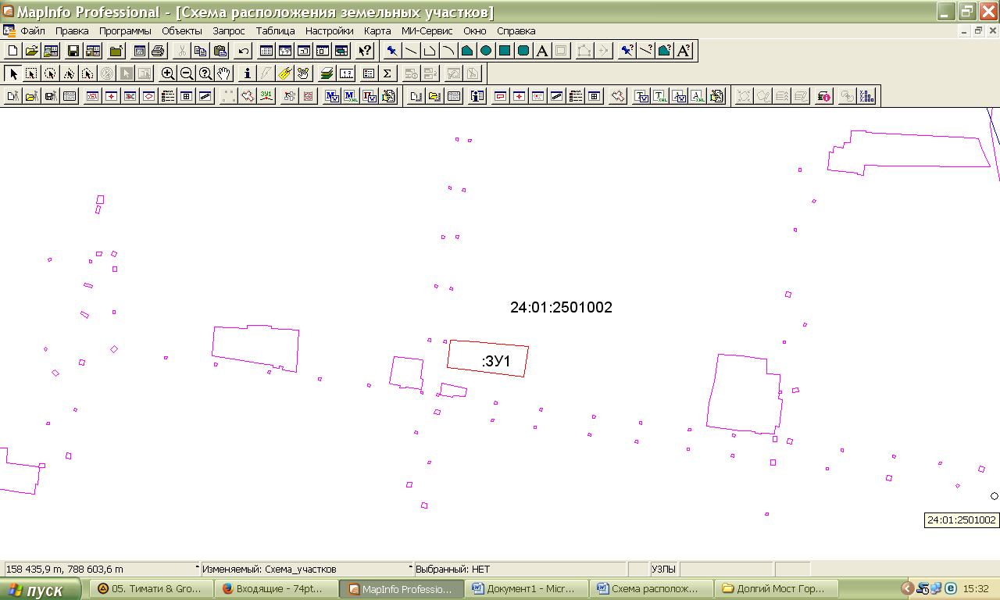 MapInfo Professional - [Схема расположения земельных участков]
Файл Правка Программы Объекты Запрос Таблица Настройки Карта МИ-Сервис Окно Справка
24:01:2501002
:ЗУ1
24:01:2501002
158 435,9 m, 788 603,6 m Изменяемый: Схема_участков Выбранный: НЕТ УЗЛЫ
пуск 05. Тимати & Gro... Входящие - 74pt... MapInfo Professio... Документ1 - Micr... Схема располож... Долгий Мост Гор... 15:32